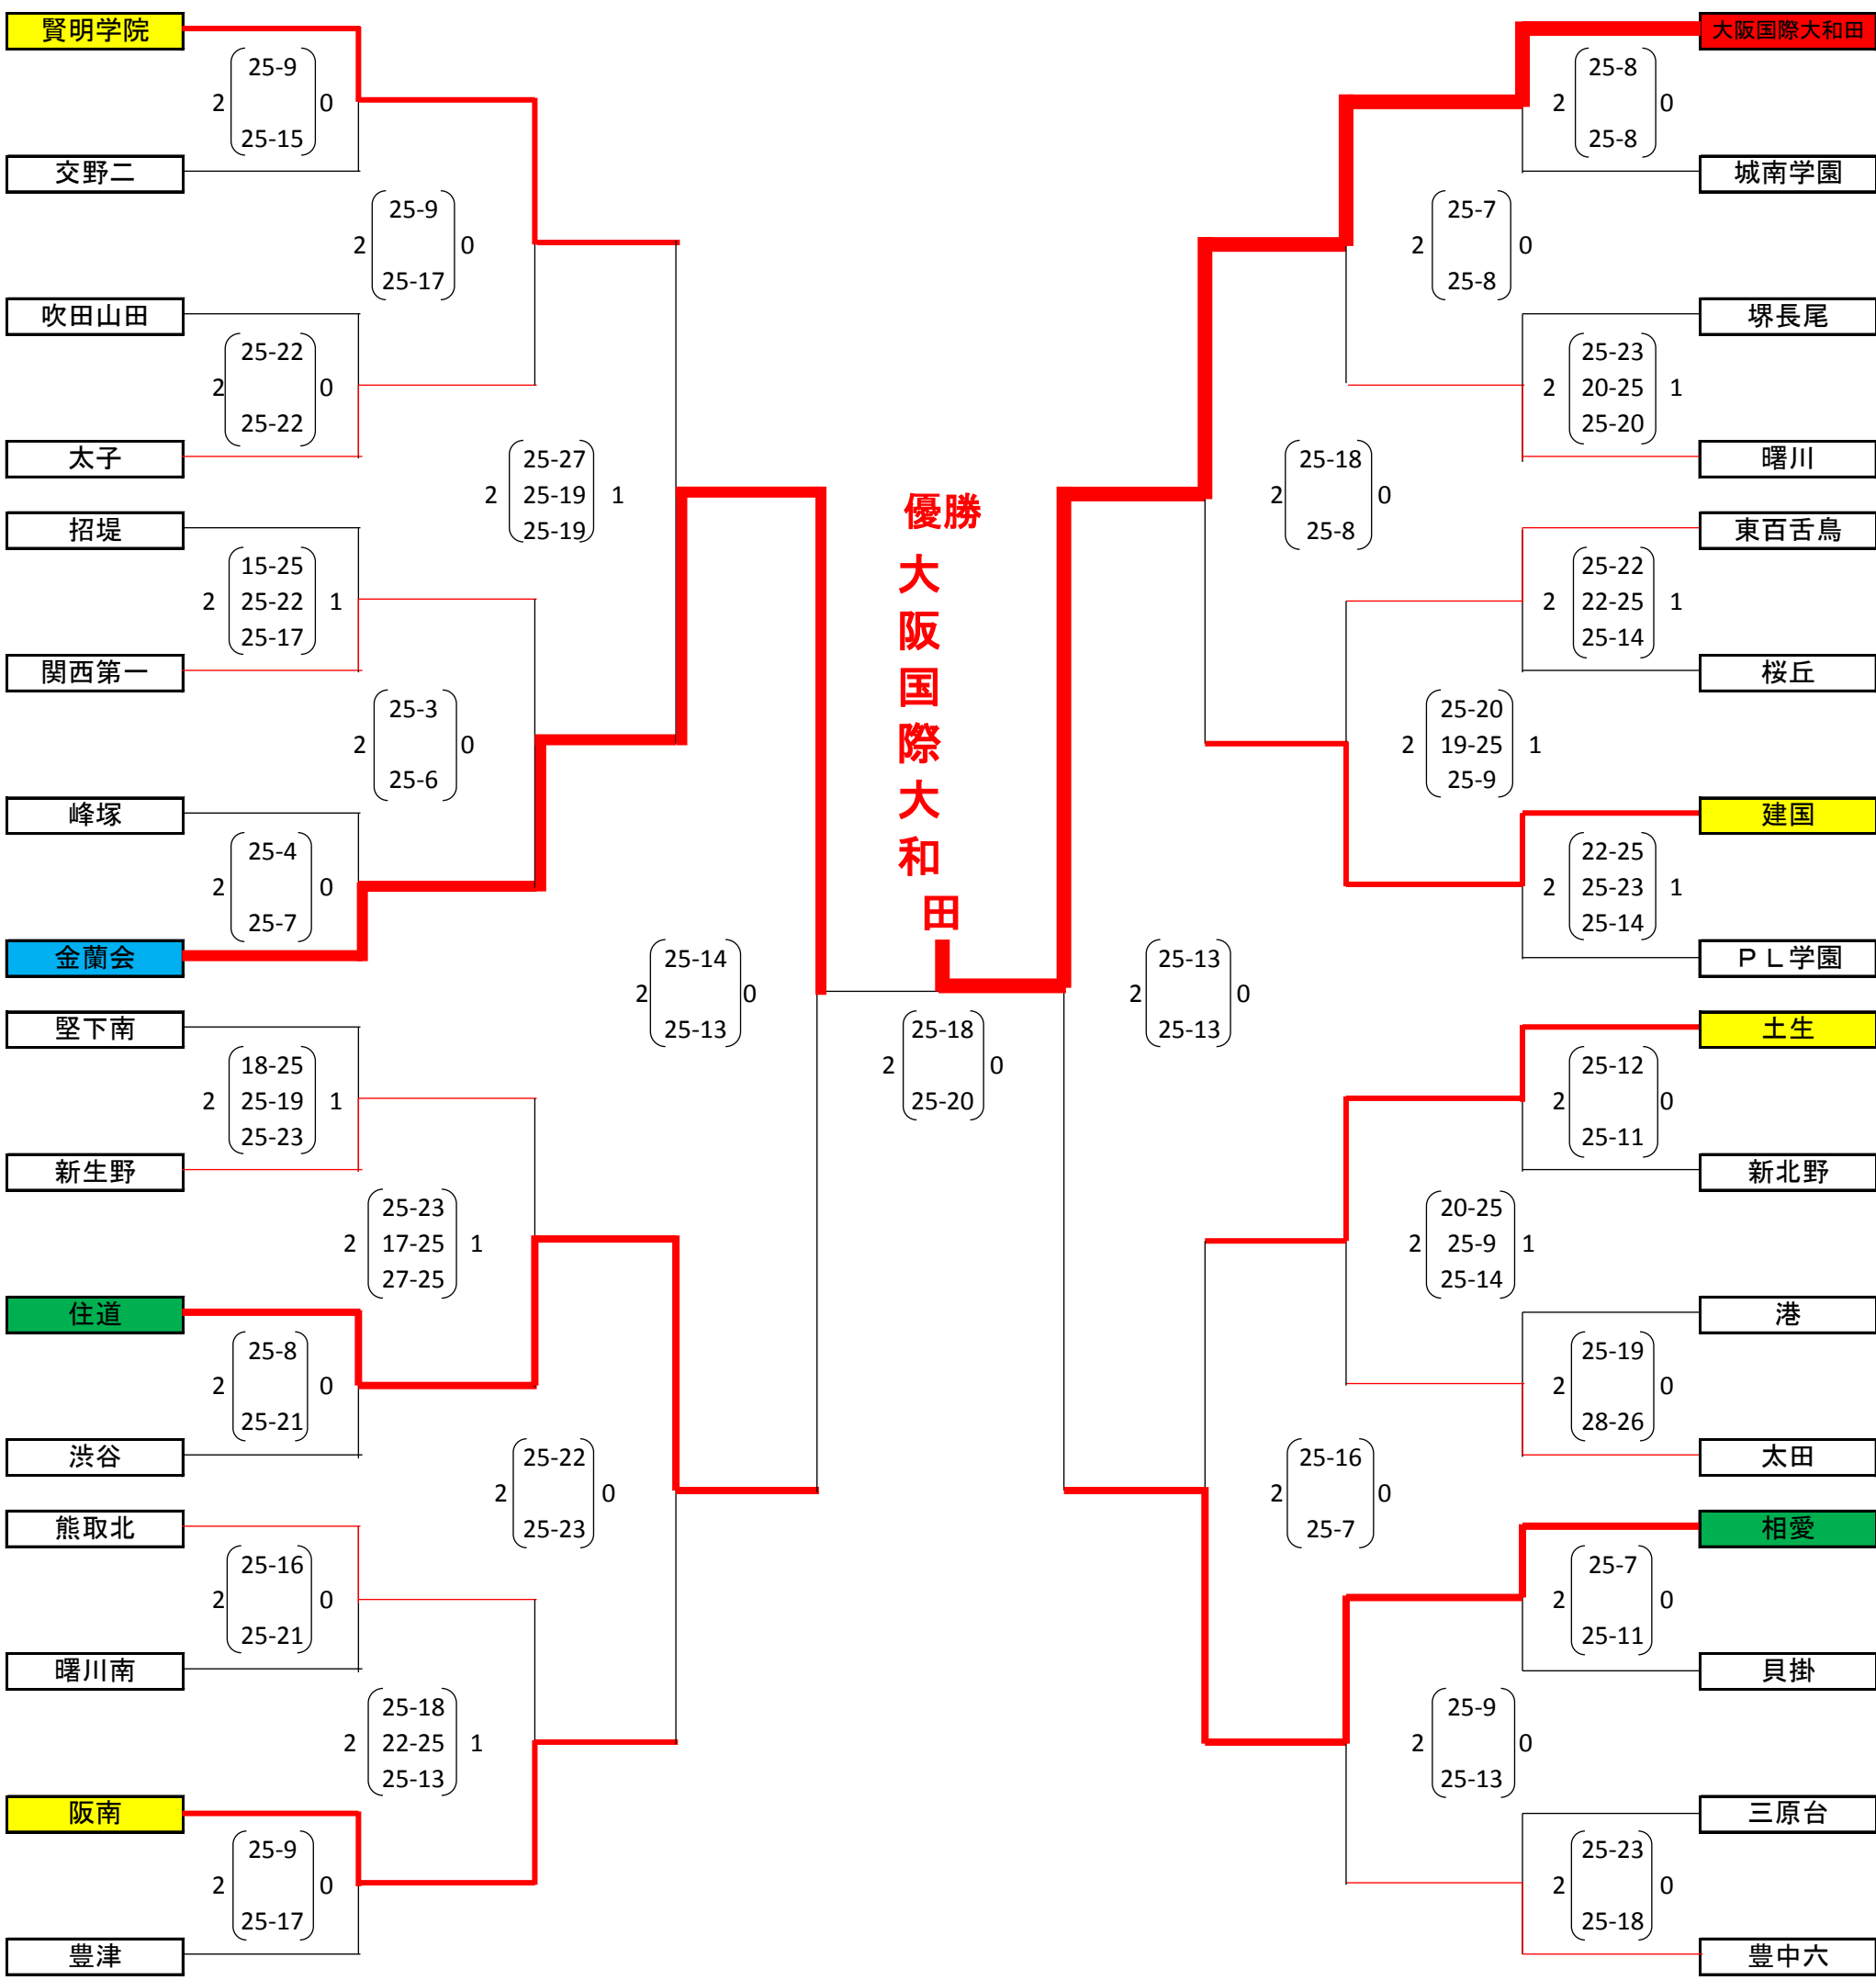 賢明学院
25-9
2 0
25-15
交野二
25-9
2 0
25-17
吹田山田
25-22
2 0
25-22
太子
25-27
2 25-19 1
25-19
招堤
15-25
2 25-22 1
25-17
関西第一
25-3
2 0
25-6
峰塚
25-4
2 0
25-7
金蘭会
25-14
2 0
25-13
堅下南
18-25
2 25-19 1
25-23
新生野
25-23
2 17-25 1
27-25
住道
25-8
2 0
25-21
渋谷
25-22
2 0
25-23
熊取北
25-16
2 0
25-21
曙川南
25-18
2 22-25 1
25-13
阪南
25-9
2 0
25-17
豊津
優勝
大
阪
国
際
大
和
田
25-18
2 0
25-20
大阪国際大和田
25-8
2 0
25-8
城南学園
25-7
2 0
25-8
堺長尾
25-23
2 20-25 1
25-20
曙川
25-18
2 0
25-8
東百舌鳥
25-22
2 22-25 1
25-14
桜丘
25-20
2 19-25 1
25-9
建国
22-25
2 25-23 1
25-14
ＰＬ学園
25-13
2 0
25-13
土生
25-12
2 0
25-11
新北野
20-25
2 25-9 1
25-14
港
25-19
2 0
28-26
太田
25-16
2 0
25-7
相愛
25-7
2 0
25-11
貝掛
25-9
2 0
25-13
三原台
25-23
2 0
25-18
豊中六